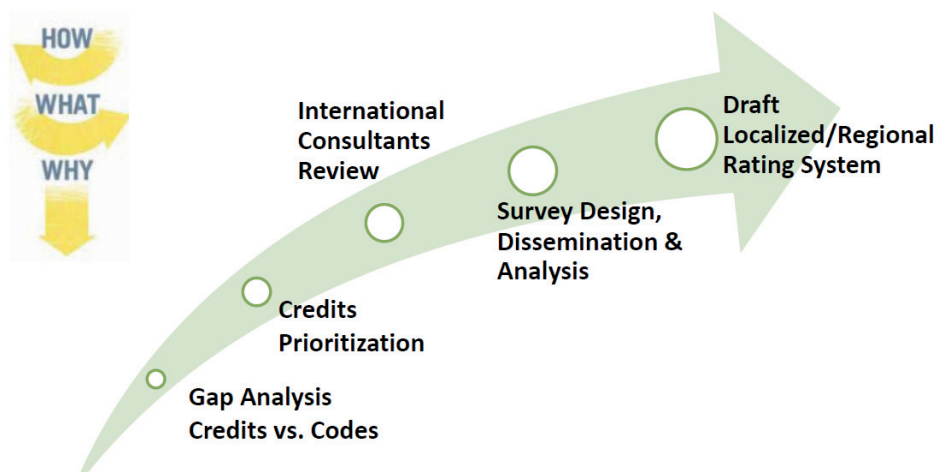 HOW
WHAT
WHY
International
Consultants
Review
Draft
Localized/Regional
Rating System
Survey Design,
Dissemination &
Analysis
Credits
Prioritization
Gap Analysis
Credits vs. Codes